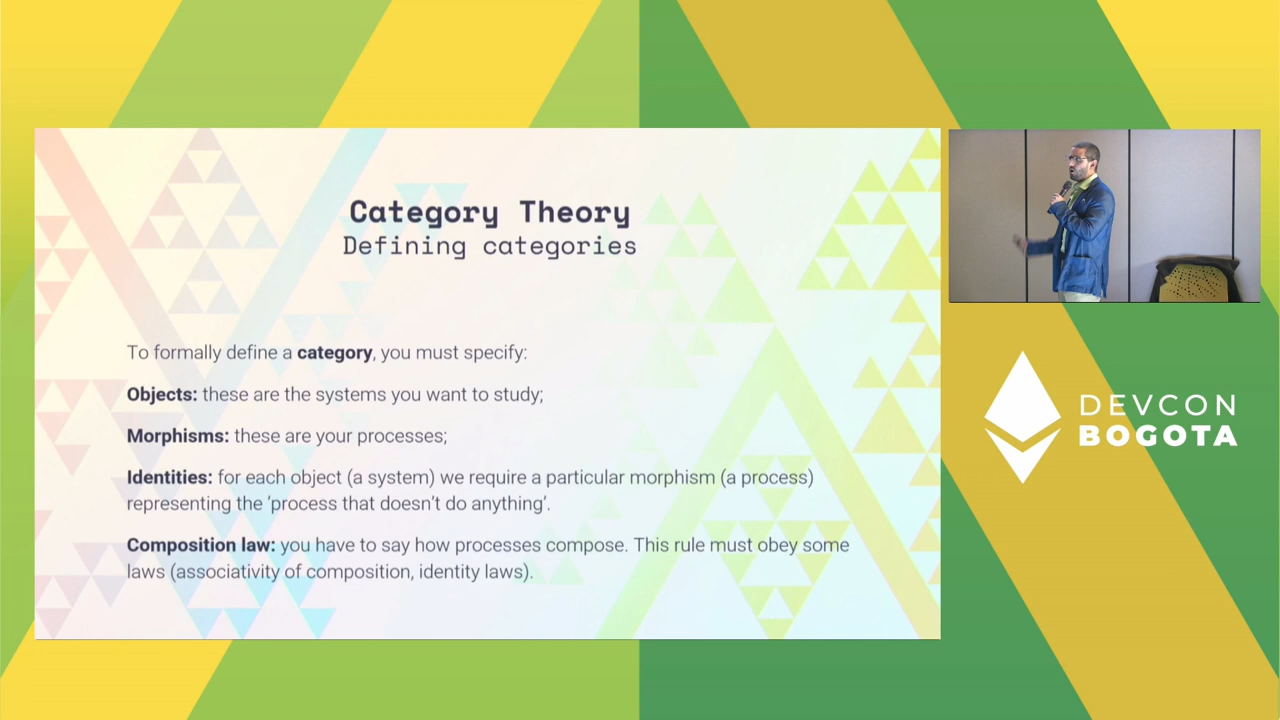 Category Theory
Defining categories
To formally define a category, you must specify:
Objects: these are the systems you want to study;
Morphisms: these are your processes;
Identities: for each object (a system) we require a particular morphism (a process)
representing the ’process that doesn’t do anything’.
Composition law: you have to say how processes compose. This rule must obey some
laws (associativity of composition, identity laws).
DEVCON
BOGOTA